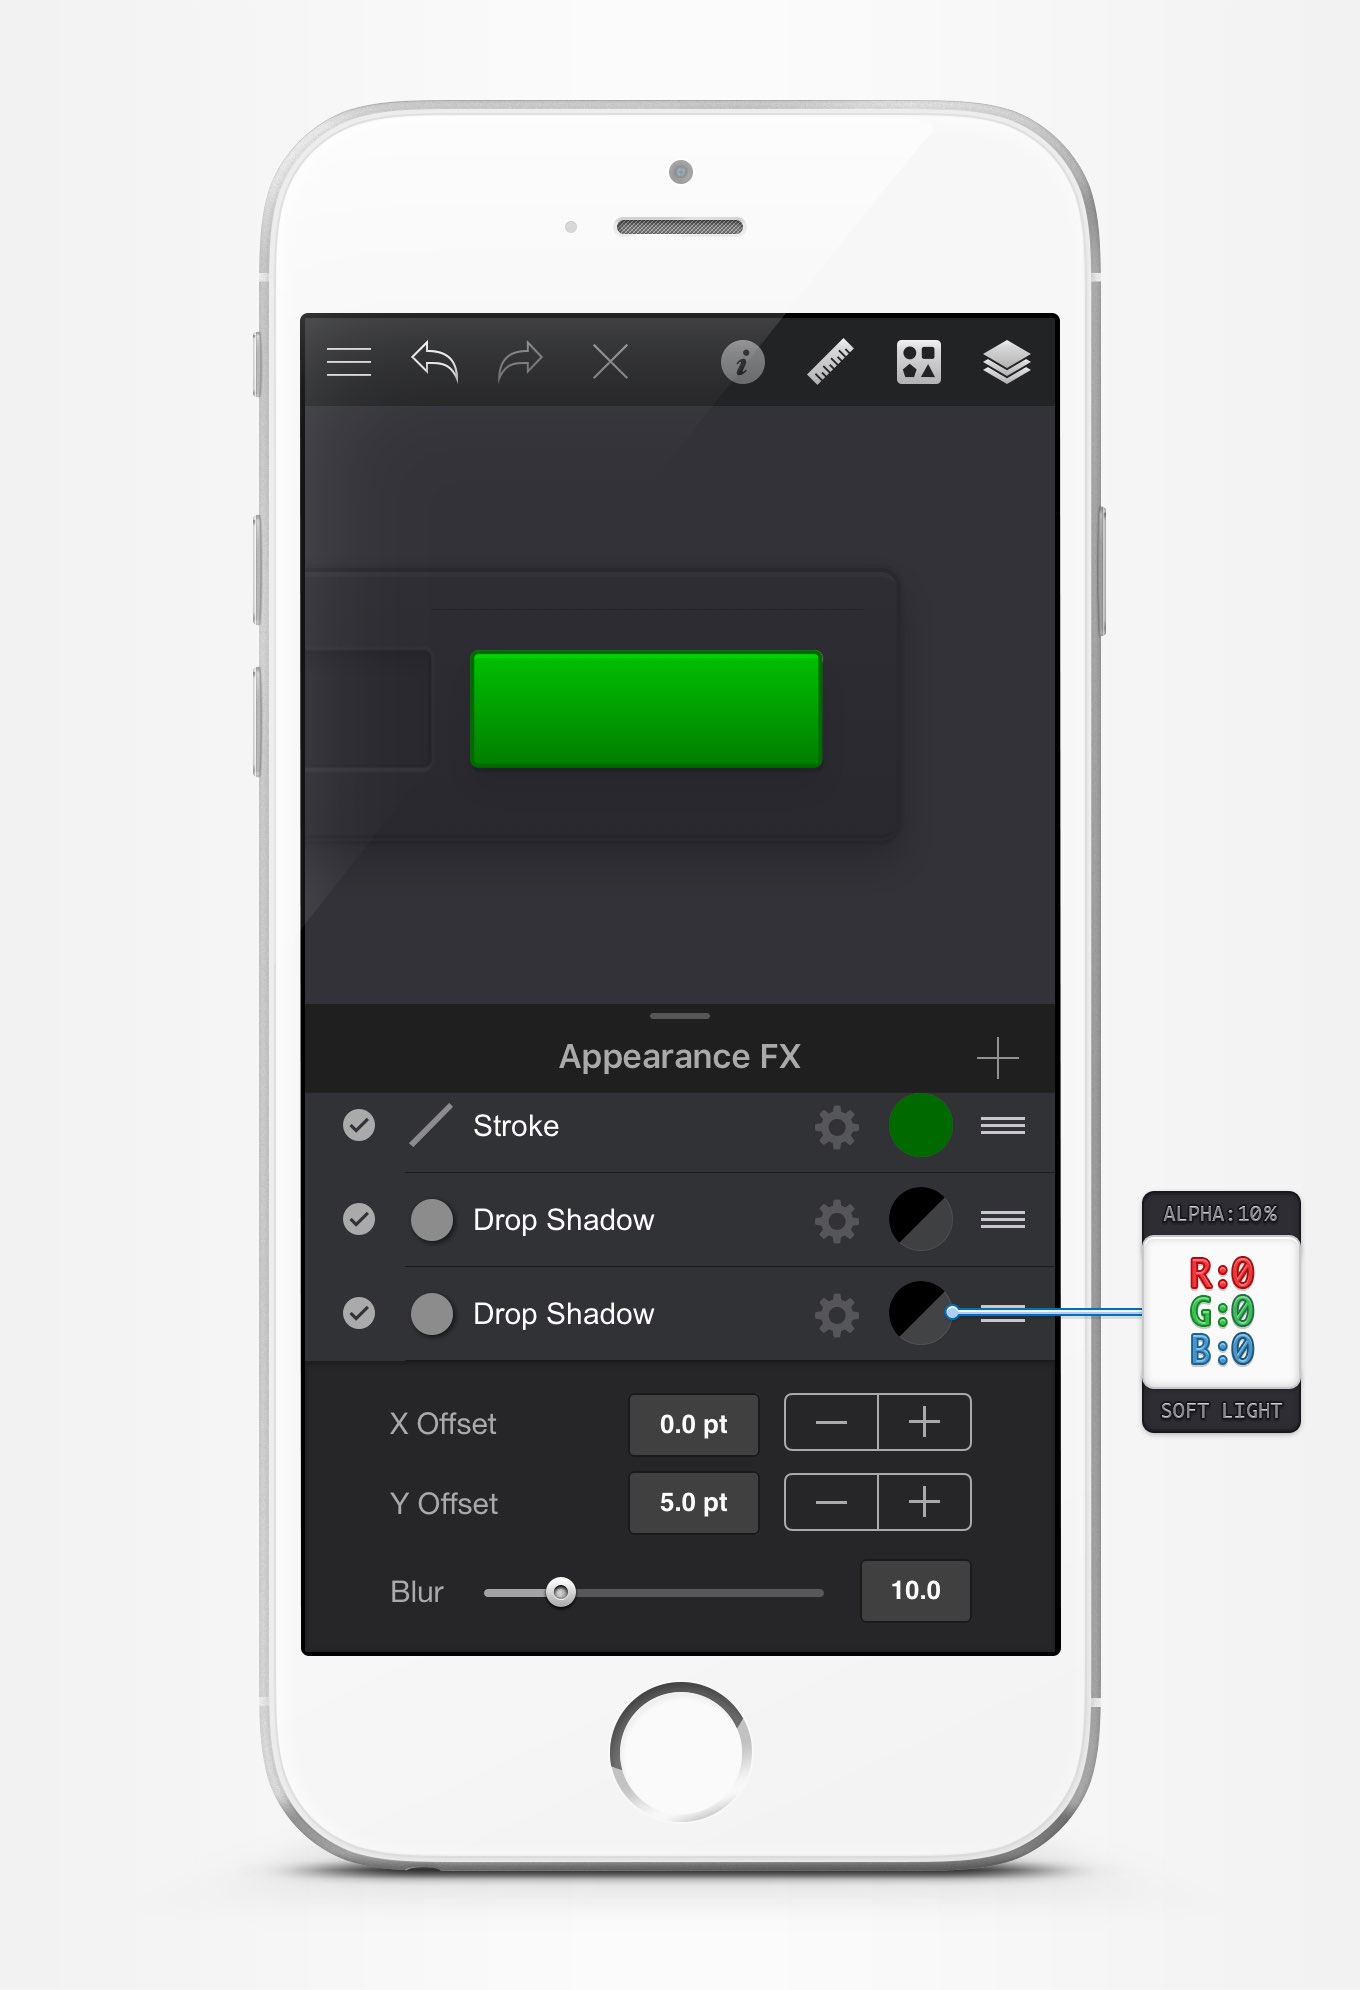 Appearance FX
Stroke
Drop Shadow
Drop Shadow
X Offset 0.0 pt
Y Offset 5.0 pt
Blur 10.0
ALPHA:10%
R:0
G:0
B:0
SOFT LIGHT